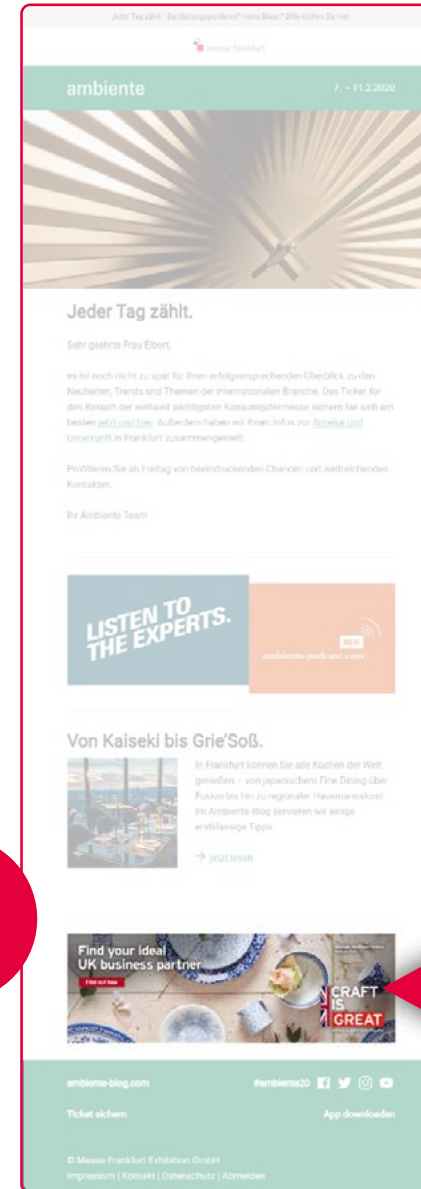 Jeder Tag zählt. | Darstellungsprobleme? Keine Bilder? Bitte klicken Sie hier.
messe frankfurt
ambiente
7. – 11.2.2020
Jeder Tag zählt.
Sehr geehrte Frau Elbert,
es ist noch nicht zu spät für Ihren erfolgversprechenden Überblick zu den
Neuheiten, Trends und Themen der internationalen Branche. Das Ticket für
den Besuch der weltweit wichtigsten Konsumgütermesse sichern Sie sich am
besten jetzt und hier. Außerdem haben wir Ihnen Infos zur Anreise und
Unterkunft in Frankfurt zusammengestellt.
Profitieren Sie ab Freitag von beeindruckenden Chancen und weitreichenden
Kontakten.
Ihr Ambiente Team
LISTEN TO
THE EXPERTS.
NEU
ambiente-podcast.com
Von Kaiseki bis Grie'Soß.
In Frankfurt können Sie alle Küchen der Welt
genießen – von japanischem Fine Dining über
Fusion bis hin zu regionaler Hausmannskost.
Im Ambiente Blog servieren wir einige
erstklassige Tipps.
→ jetzt lesen
Find your ideal
UK business partner
Find out how
CRAFT
IS
GREAT
ambiente-blog.com
#ambiente20
Ticket sichern
App downloaden
© Messe Frankfurt Exhibition GmbH
Impressum | Kontakt | Datenschutz | Abmelden